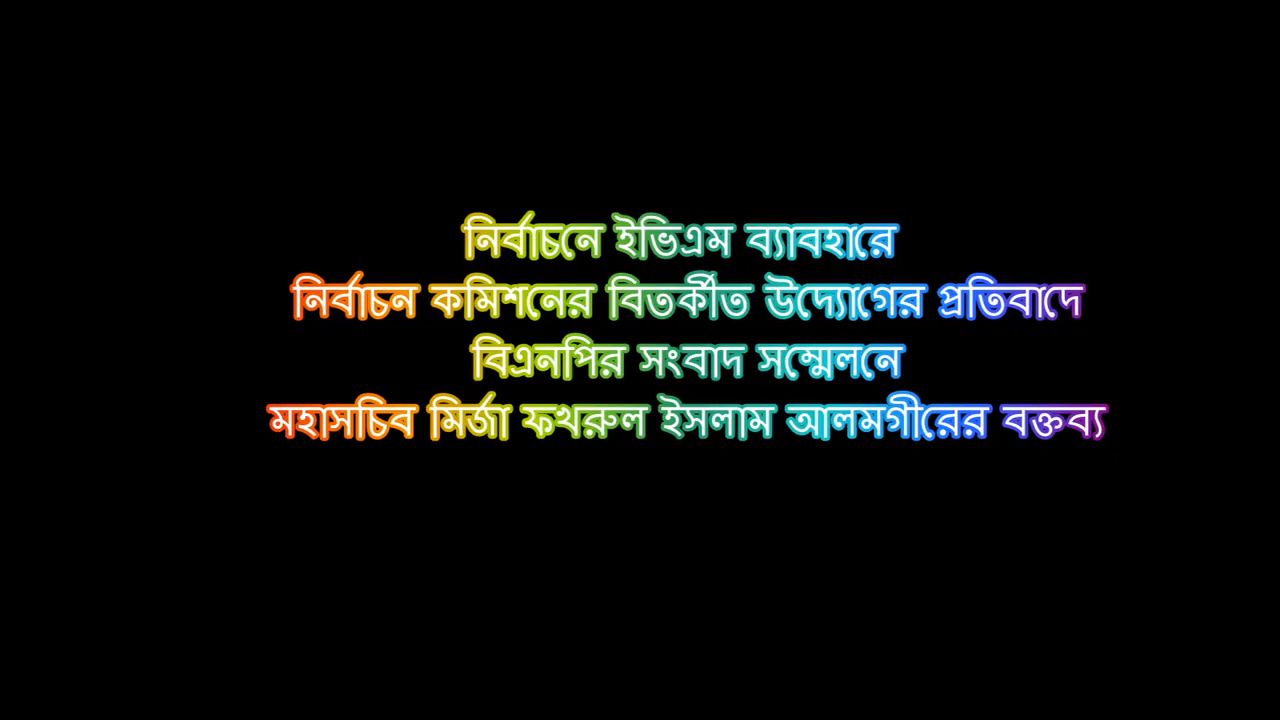 নির্বাচনে ইভিএম ব্যাবহারে
নির্বাচন কমিশনের বিতর্কীত উদ্যোগের প্রতিবাদে
বিএনপির সংবাদ সম্মেলনে
মহাসচিব মির্জা ফখরুল ইসলাম আলমগীরের বক্তব্য